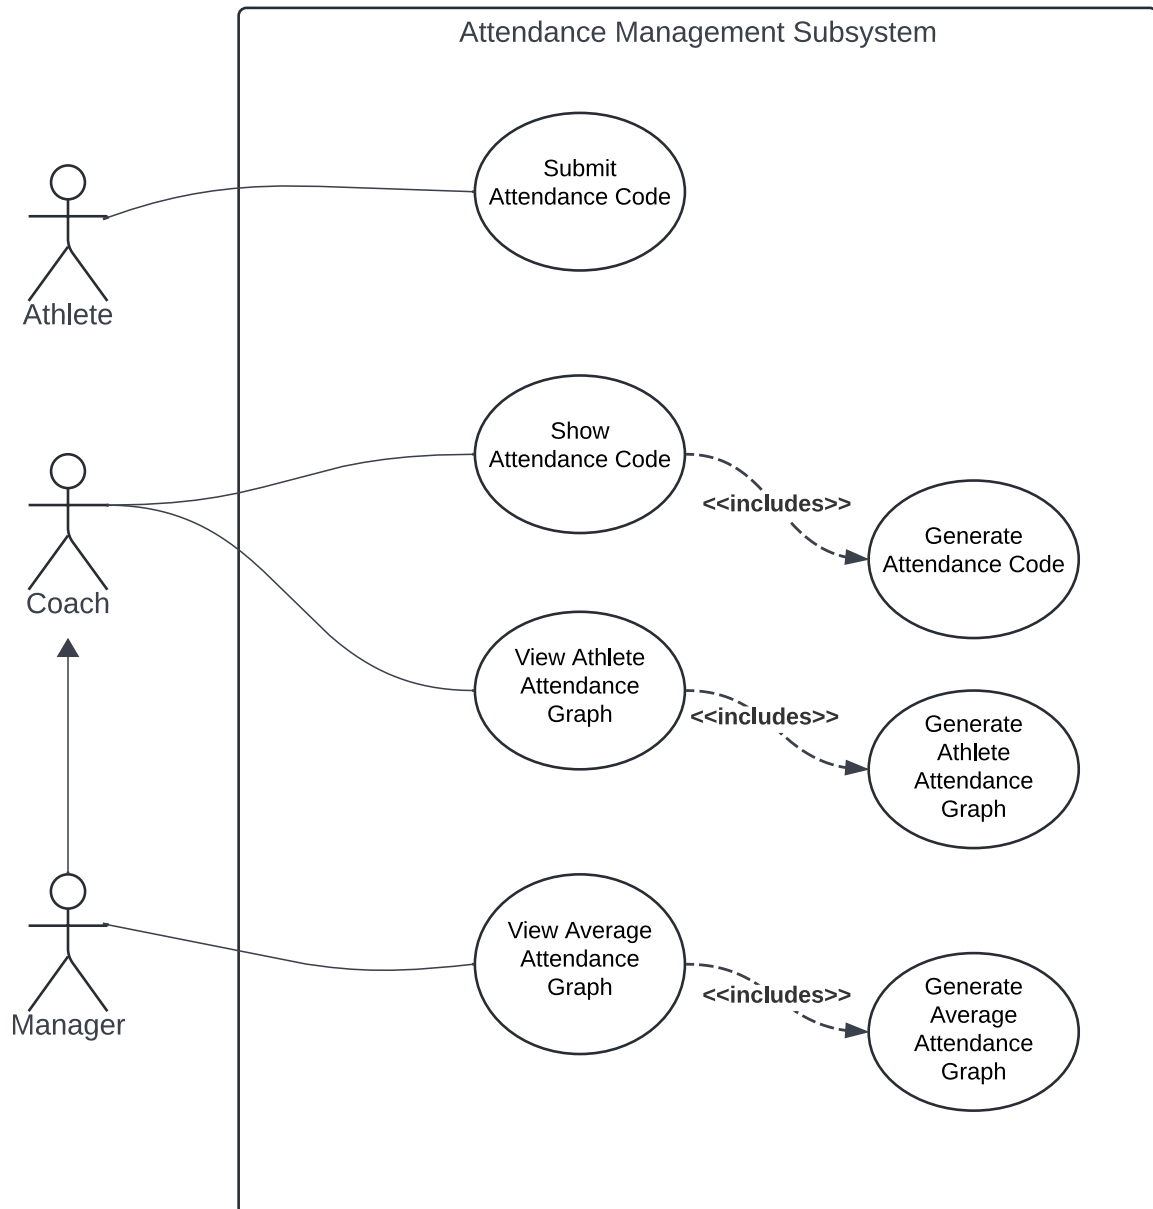 Attendance Management Subsystem
Submit
Attendance Code
Athlete
Show
Attendance Code
<<includes>>
Generate
Attendance Code
Coach
View Athlete
Attendance
Graph
<<includes>>
Generate
Athlete
Attendance
Graph
View Average
Attendance
Graph
<<includes>>
Generate
Average
Attendance
Graph
Manager